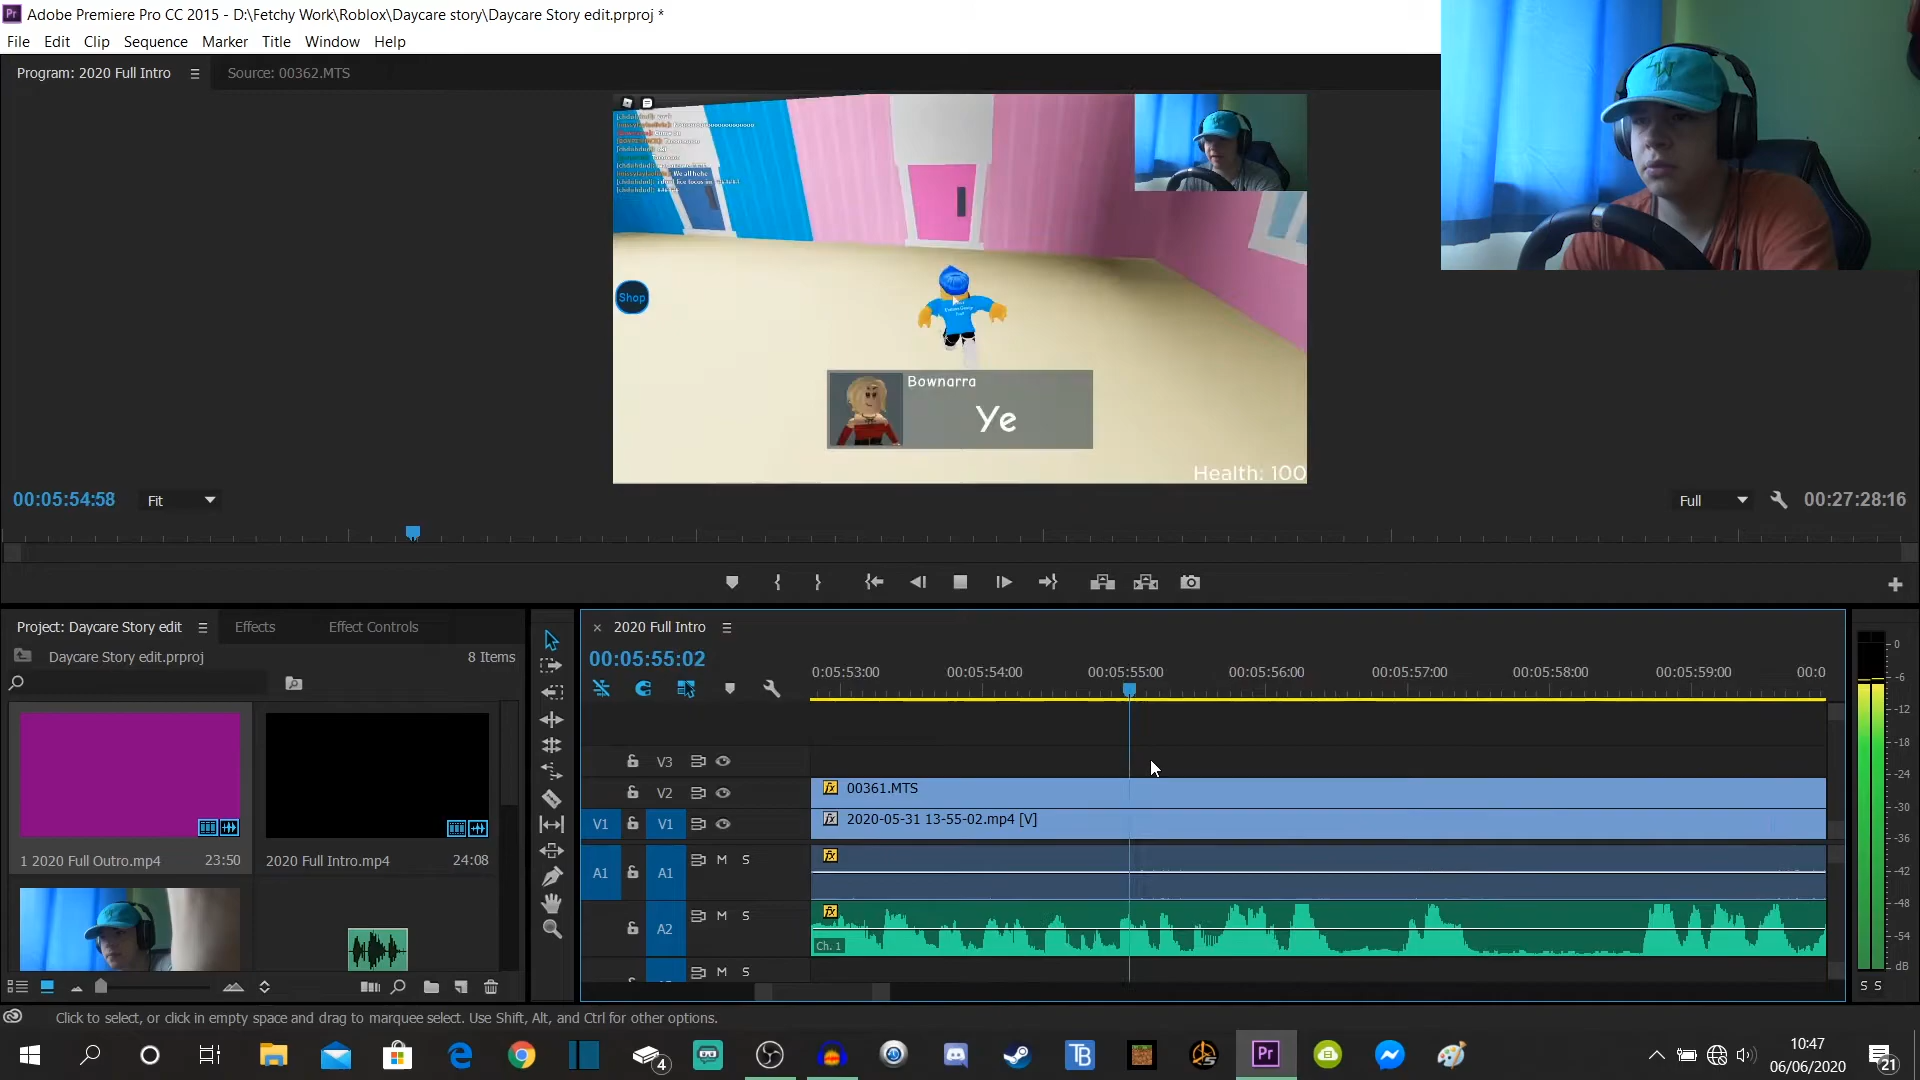 Adobe Premiere Pro CC 2015 - D:\Fetchy Work\Roblox\Daycare story\Daycare Story edit.prproj *
File Edit Clip Sequence Marker Title Window Help
Program: 2020 Full Intro Source: 00362.MTS
We all hehe
Shop
Bownarra
Ye
Health: 100
00:05:54:58 Fit Full 00:27:28:16
Project: Daycare Story edit Effects Effect Controls
Daycare Story edit.prproj 8 Items
1 2020 Full Outro.mp4 23:50 2020 Full Intro.mp4 24:08
× 2020 Full Intro
00:05:55:02
00:05:53:00 00:05:54:00 00:05:55:00 00:05:56:00 00:05:57:00 00:05:58:00 00:05:59:00 00:0
V3
V2 00361.MTS
V1 V1 2020-05-31 13-55-02.mp4 [V]
A1 A1 M S
A2 M S
Ch. 1
M S
0
-6
-12
-18
-24
-30
-36
-42
-48
-54
dB
S S
Click to select, or click in empty space and drag to marquee select. Use Shift, Alt, and Ctrl for other options.
4
TB
Pr
10:47
06/06/2020
21